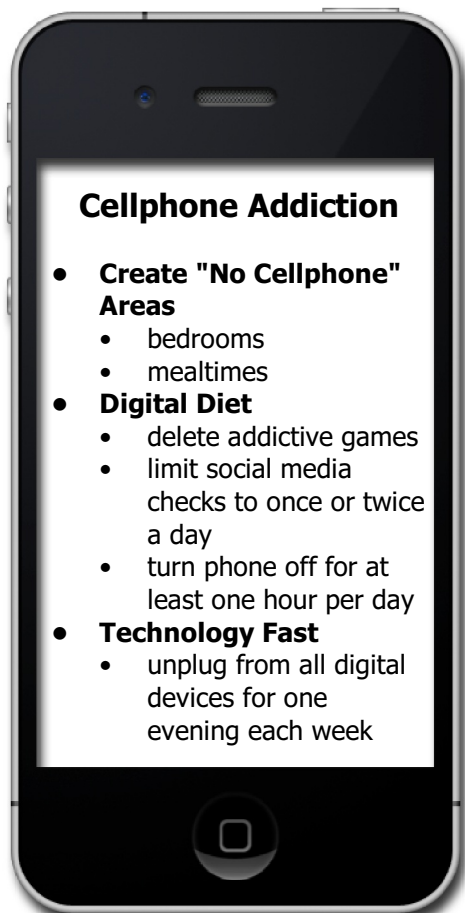 Cellphone Addiction
● Create "No Cellphone"
Areas
• bedrooms
• mealtimes
● Digital Diet
• delete addictive games
• limit social media
checks to once or twice
a day
• turn phone off for at
least one hour per day
● Technology Fast
• unplug from all digital
devices for one
evening each week